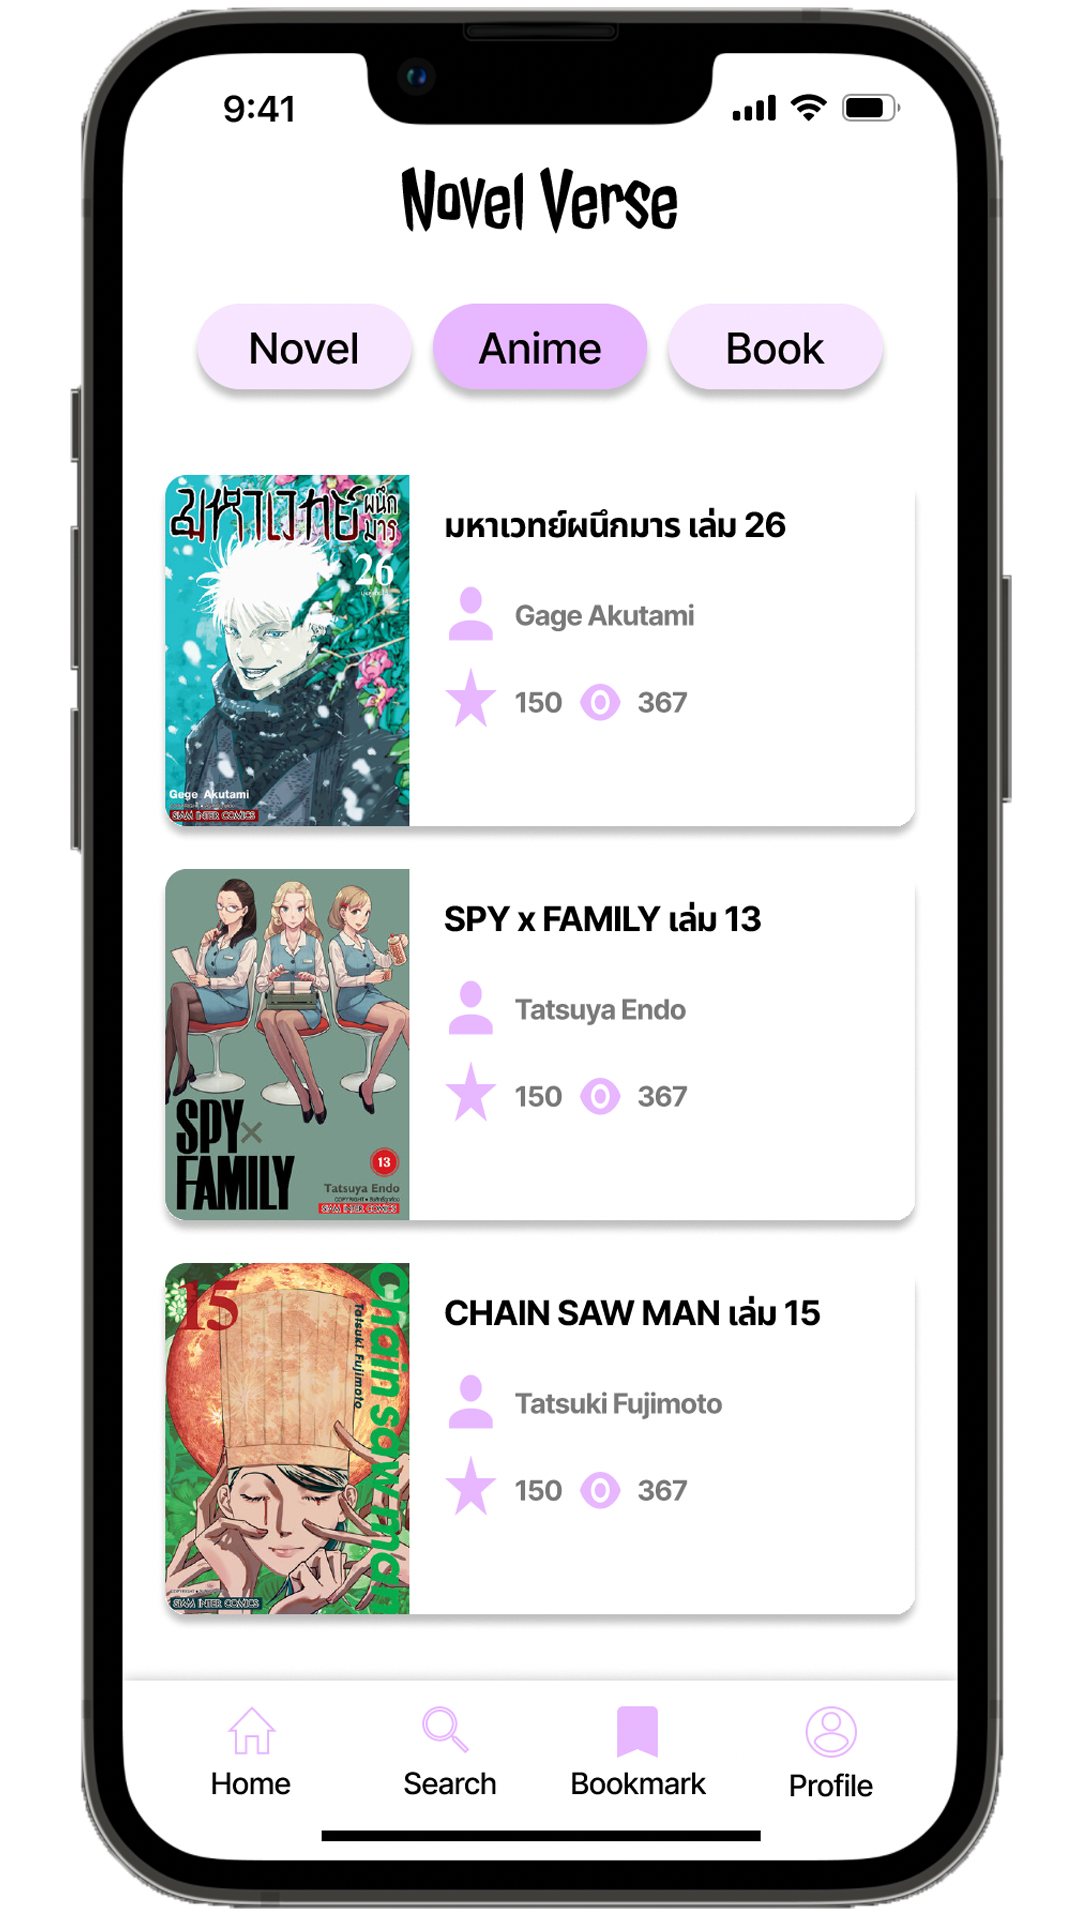 9:41
Novel Verse
Novel
Anime
Book
มหาเวทย์ผนึกมาร
26
Gege Akutami
SIAM INTER COMICS
มหาเวทย์ผนึกมาร เล่ม 26
Gage Akutami
150 367
SPY×
FAMILY
13
Tatsuya Endo
SIAM INTER COMICS
SPY x FAMILY เล่ม 13
Tatsuya Endo
150 367
15
Chain saw man
Tatsuki Fujimoto
SIAM INTER COMICS
CHAIN SAW MAN เล่ม 15
Tatsuki Fujimoto
150 367
Home
Search
Bookmark
Profile